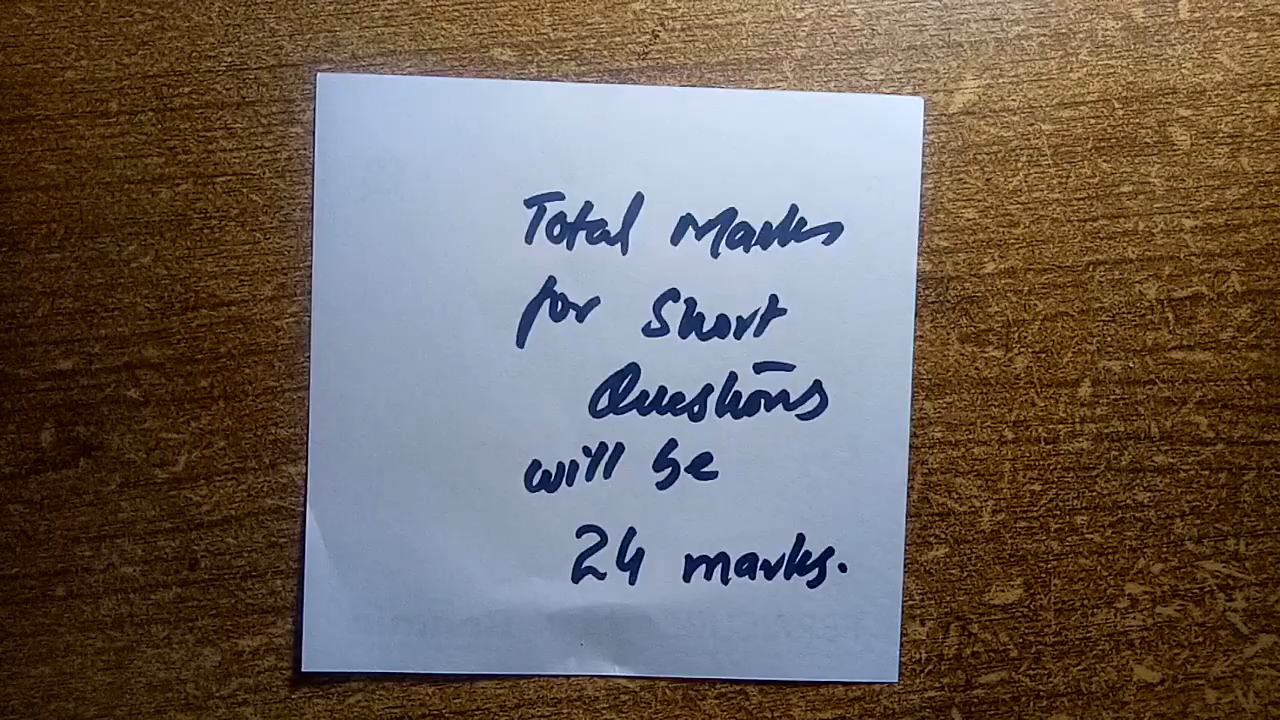 Total Marks
for Short
Questions
will be
24 marks.